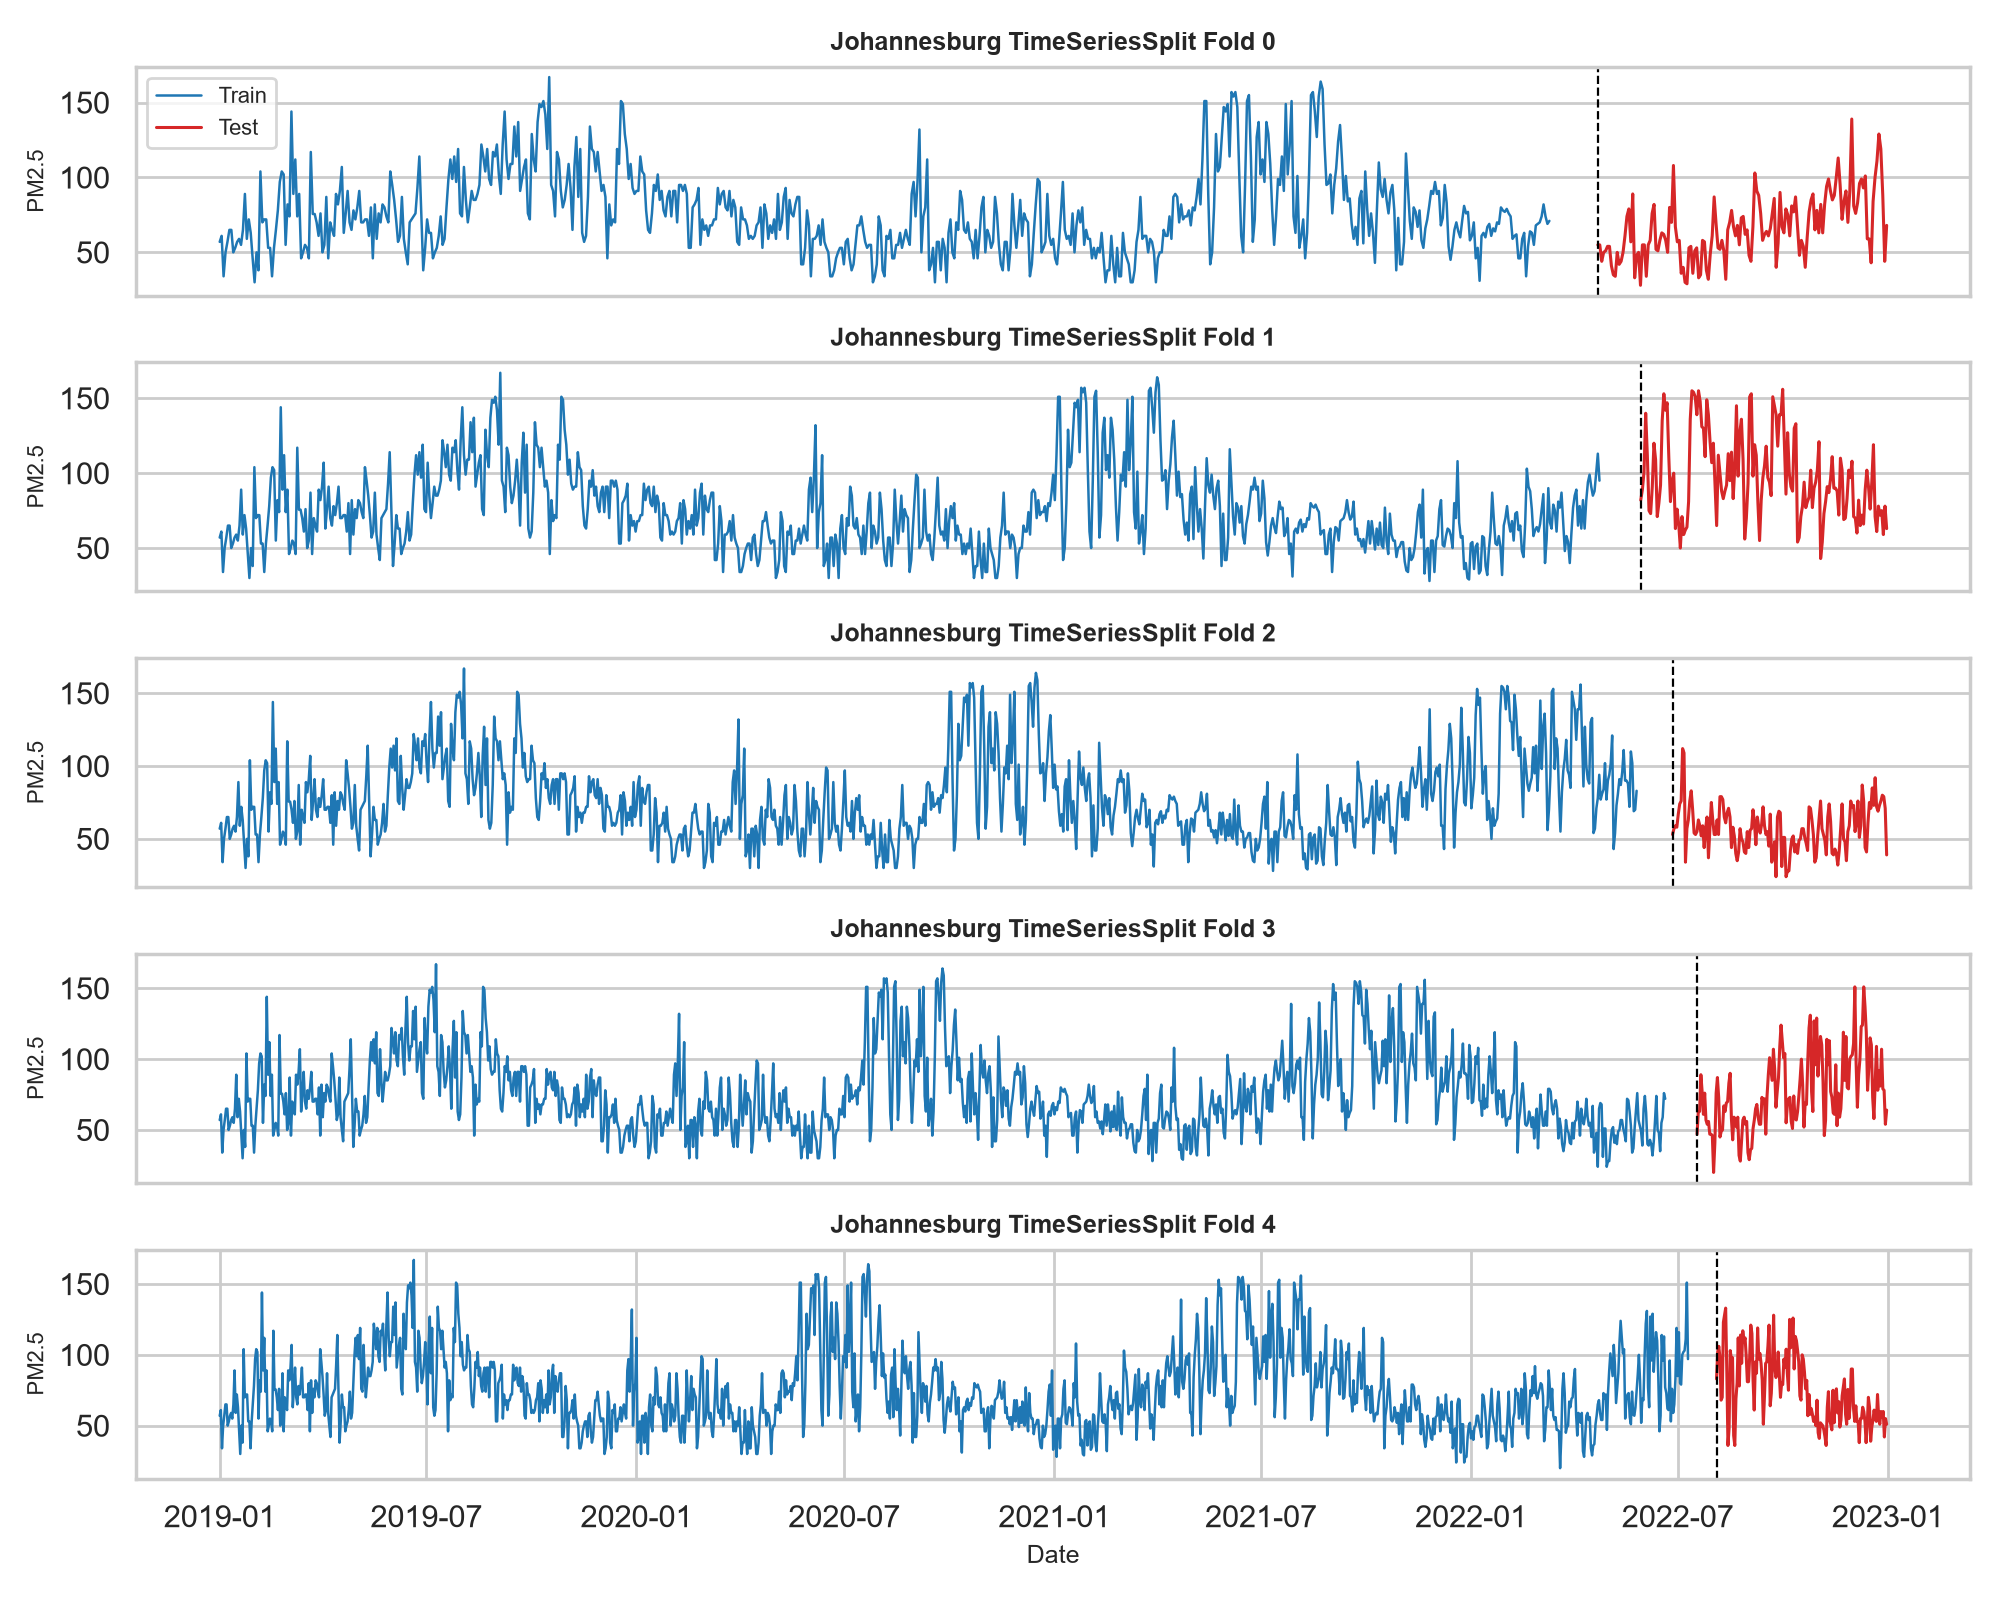 Johannesburg TimeSeriesSplit Fold 0
150
100
50
PM2.5
Train
Test
Johannesburg TimeSeriesSplit Fold 1
150
100
50
PM2.5
Johannesburg TimeSeriesSplit Fold 2
150
100
50
PM2.5
Johannesburg TimeSeriesSplit Fold 3
150
100
50
PM2.5
Johannesburg TimeSeriesSplit Fold 4
150
100
50
PM2.5
2019-01 2019-07 2020-01 2020-07 2021-01 2021-07 2022-01 2022-07 2023-01
Date